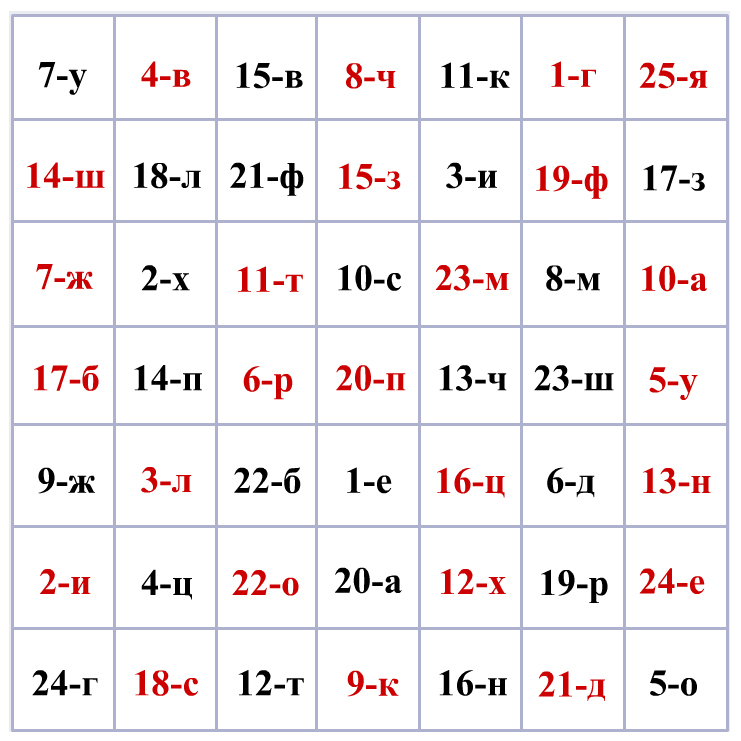 7-у 4-в 15-в 8-ч 11-к 1-г 25-я
14-ш 18-л 21-ф 15-з 3-и 19-ф 17-з
7-ж 2-х 11-т 10-с 23-м 8-м 10-а
17-б 14-п 6-р 20-п 13-ч 23-ш 5-у
9-ж 3-л 22-б 1-е 16-ц 6-д 13-н
2-и 4-ц 22-о 20-а 12-х 19-р 24-е
24-г 18-с 12-т 9-к 16-н 21-д 5-о